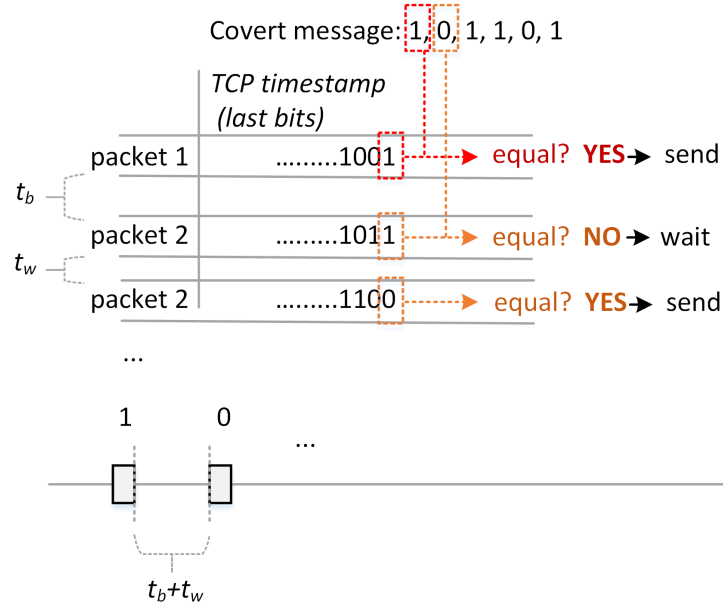 Covert message: 1, 0, 1, 1, 0, 1
TCP timestamp
(last bits)
packet 1 .........1001 equal? YES send
t_b
packet 2 .........1011 equal? NO wait
t_w
packet 2 .........1100 equal? YES send
...
1 0
...
t_b+t_w